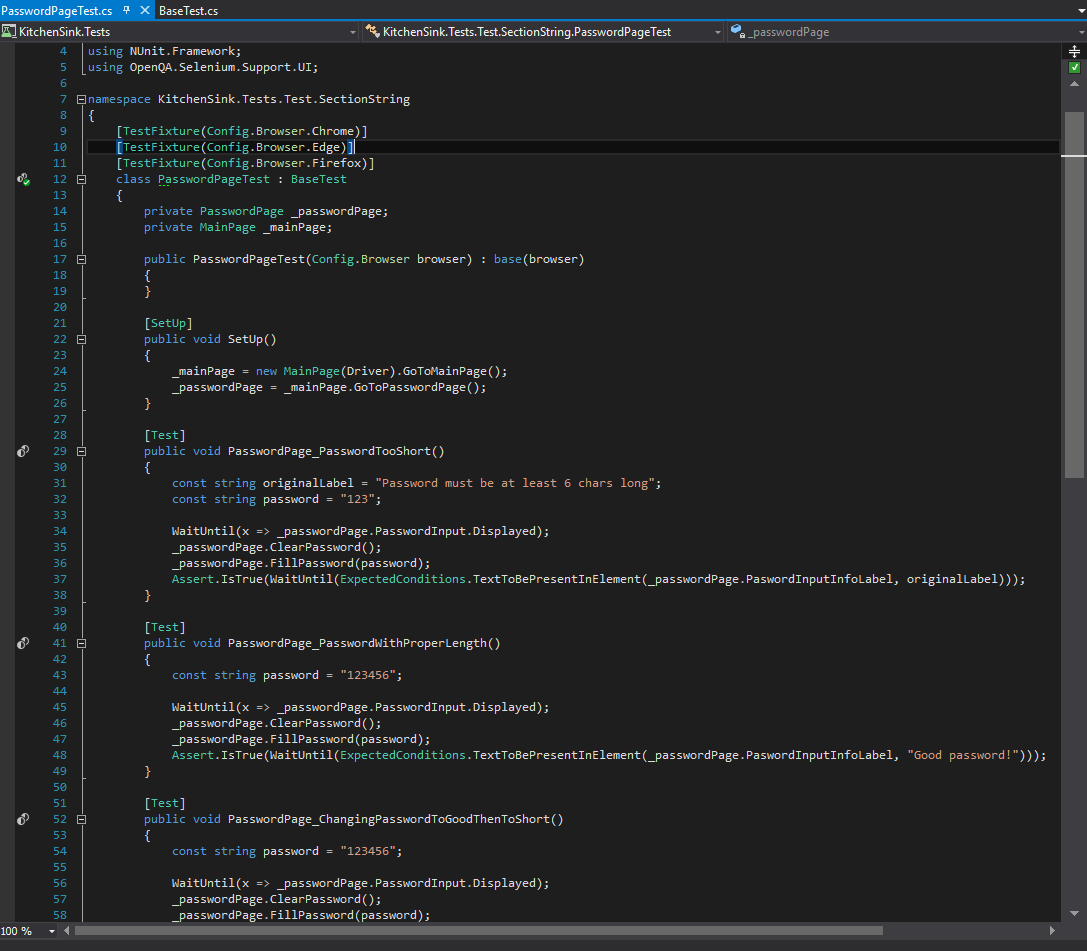 PasswordPageTest.cs BaseTest.cs
KitchenSink.Tests KitchenSink.Tests.Test.SectionString.PasswordPageTest _passwordPage
4 using NUnit.Framework;
5 using OpenQA.Selenium.Support.UI;
6
7 namespace KitchenSink.Tests.Test.SectionString
8 {
9 [TestFixture(Config.Browser.Chrome)]
10 [TestFixture(Config.Browser.Edge)]
11 [TestFixture(Config.Browser.Firefox)]
12 class PasswordPageTest : BaseTest
13 {
14 private PasswordPage _passwordPage;
15 private MainPage _mainPage;
16
17 public PasswordPageTest(Config.Browser browser) : base(browser)
18 {
19 }
20
21 [SetUp]
22 public void SetUp()
23 {
24 _mainPage = new MainPage(Driver).GoToMainPage();
25 _passwordPage = _mainPage.GoToPasswordPage();
26 }
27
28 [Test]
29 public void PasswordPage_PasswordTooShort()
30 {
31 const string originalLabel = "Password must be at least 6 chars long";
32 const string password = "123";
33
34 WaitUntil(x => _passwordPage.PasswordInput.Displayed);
35 _passwordPage.ClearPassword();
36 _passwordPage.FillPassword(password);
37 Assert.IsTrue(WaitUntil(ExpectedConditions.TextToBePresentInElement(_passwordPage.PaswordInputInfoLabel, originalLabel)));
38 }
39
40 [Test]
41 public void PasswordPage_PasswordWithProperLength()
42 {
43 const string password = "123456";
44
45 WaitUntil(x => _passwordPage.PasswordInput.Displayed);
46 _passwordPage.ClearPassword();
47 _passwordPage.FillPassword(password);
48 Assert.IsTrue(WaitUntil(ExpectedConditions.TextToBePresentInElement(_passwordPage.PaswordInputInfoLabel, "Good password!")));
49 }
50
51 [Test]
52 public void PasswordPage_ChangingPasswordToGoodThenToShort()
53 {
54 const string password = "123456";
55
56 WaitUntil(x => _passwordPage.PasswordInput.Displayed);
57 _passwordPage.ClearPassword();
58 _passwordPage.FillPassword(password);
100 %